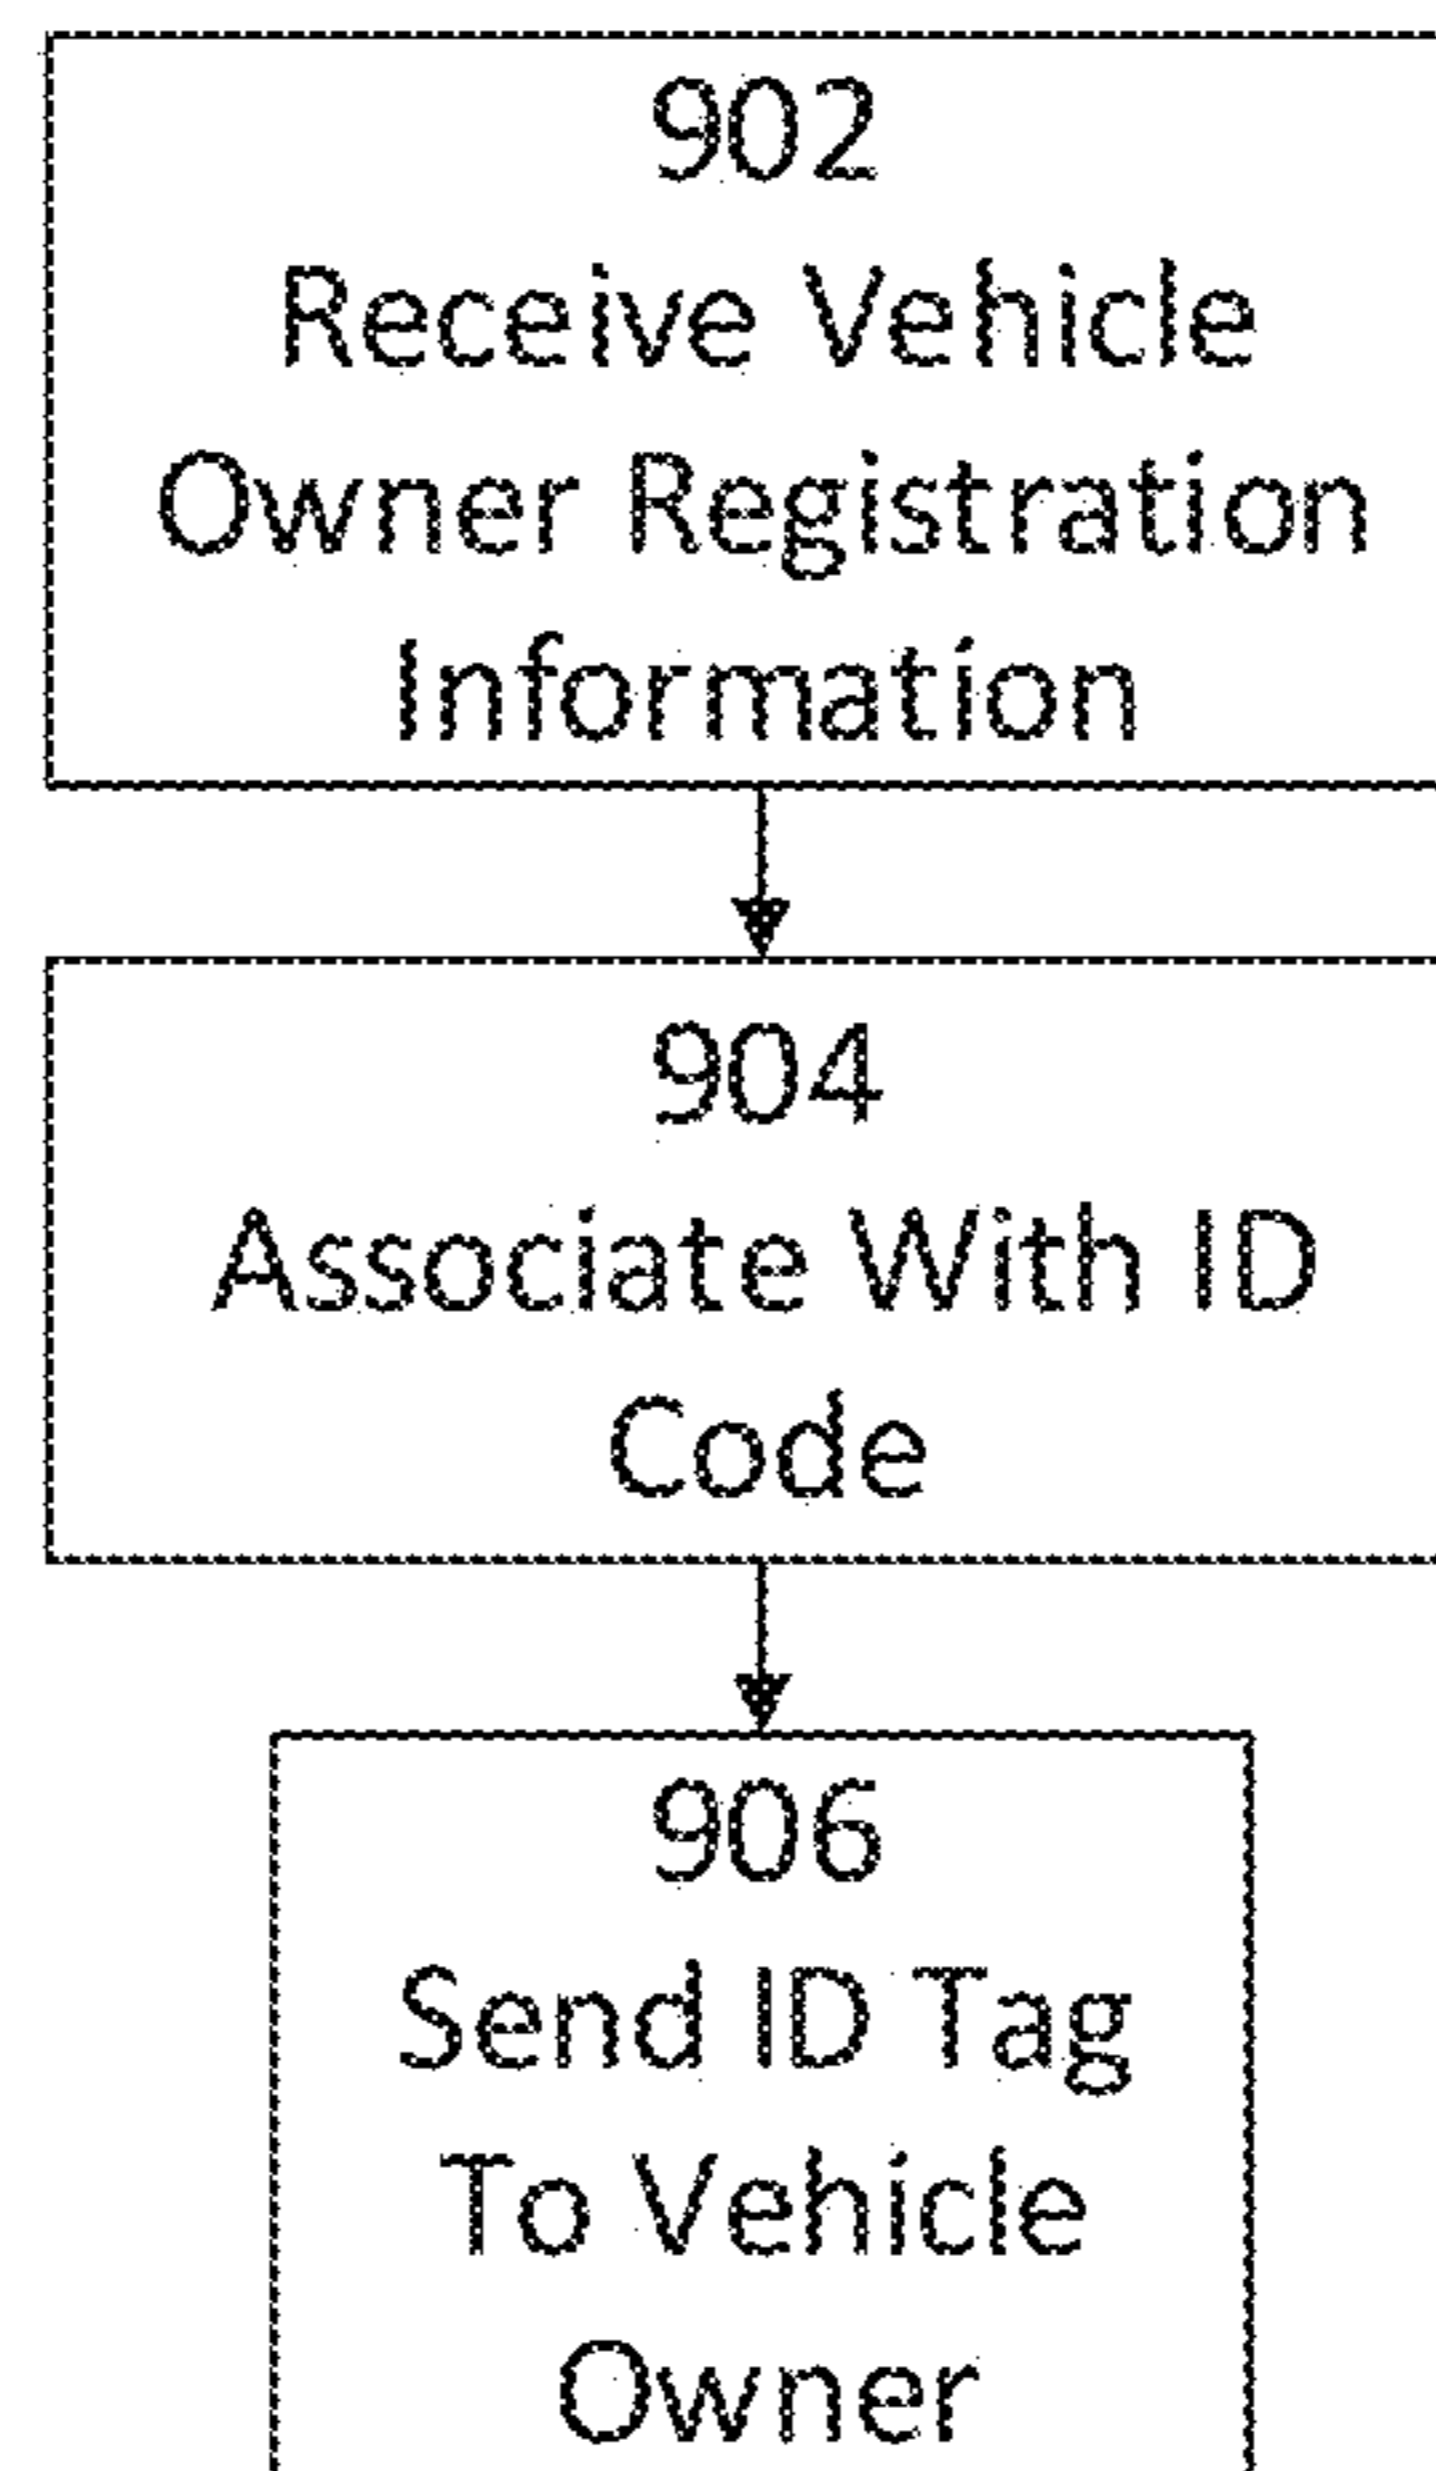 902
Receive Vehicle
Owner Registration
Information
904
Associate With ID
Code
906
Send ID Tag
To Vehicle
Owner